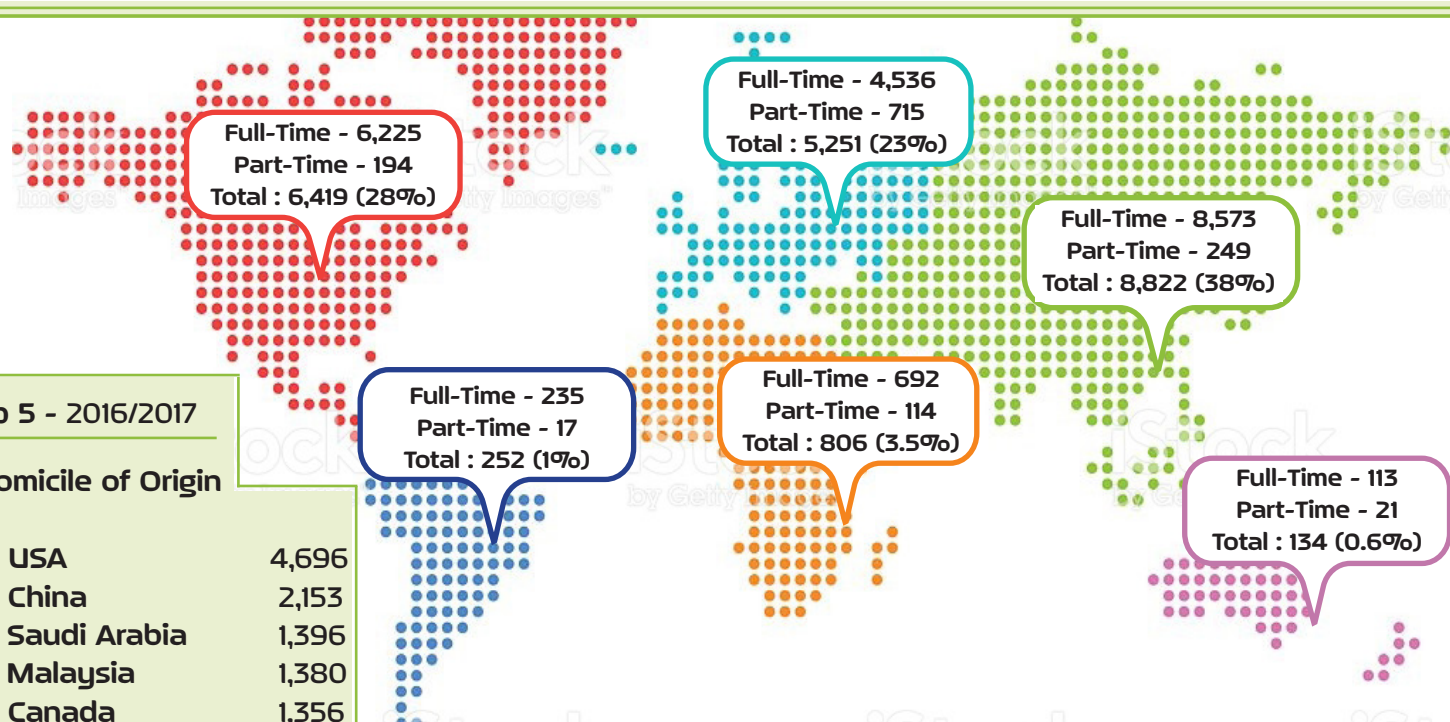 Full-Time - 6,225
Part-Time - 194
Total : 6,419 (28%)
Full-Time - 4,536
Part-Time - 715
Total : 5,251 (23%)
Full-Time - 8,573
Part-Time - 249
Total : 8,822 (38%)
Full-Time - 235
Part-Time - 17
Total : 252 (1%)
Full-Time - 692
Part-Time - 114
Total : 806 (3.5%)
Full-Time - 113
Part-Time - 21
Total : 134 (0.6%)
5 - 2016/2017
of Origin
USA 4,696
China 2,153
Saudi Arabia 1,396
Malaysia 1,380
Canada 1,356
iStock
by Getty Images